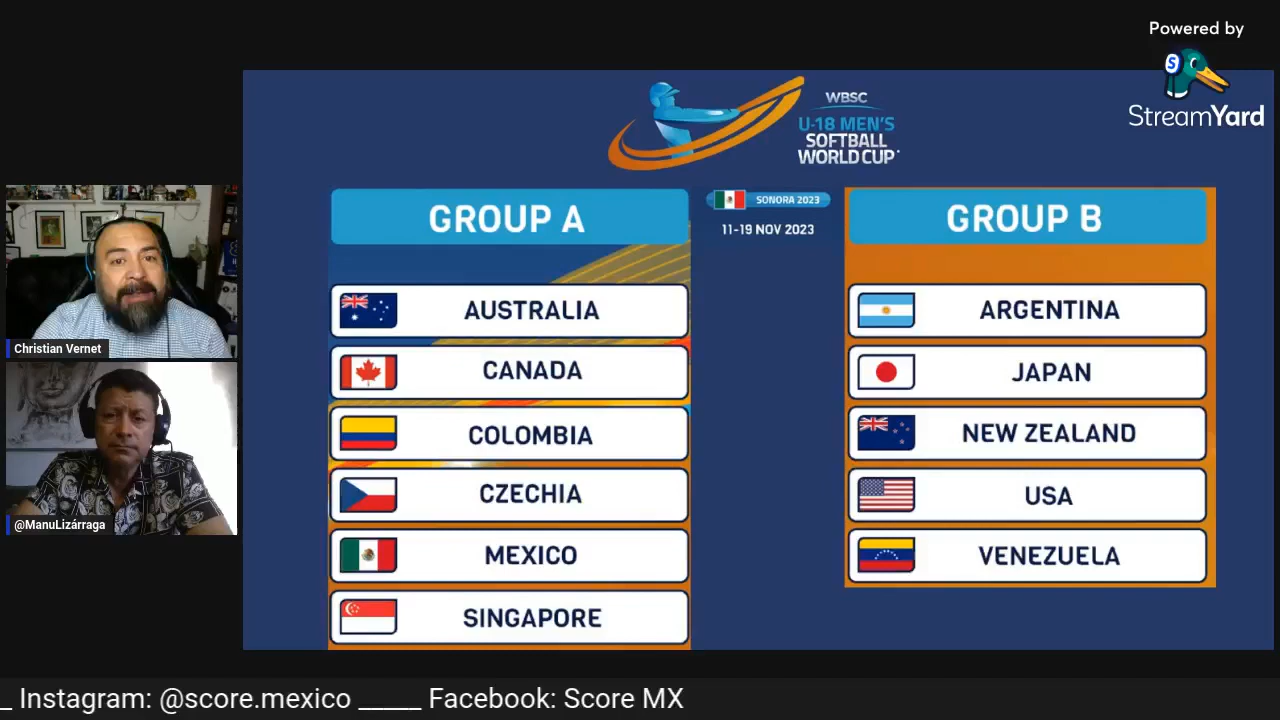 Powered by
S
StreamYard
WBSC
U-18 MEN'S
SOFTBALL
WORLD CUP
SONORA 2023
11-19 NOV 2023
GROUP A
AUSTRALIA
CANADA
COLOMBIA
CZECHIA
MEXICO
SINGAPORE
GROUP B
ARGENTINA
JAPAN
NEW ZEALAND
USA
VENEZUELA
Christian Vernet
@ManuLizárraga
_ Instagram: @score.mexico _____ Facebook: Score MX